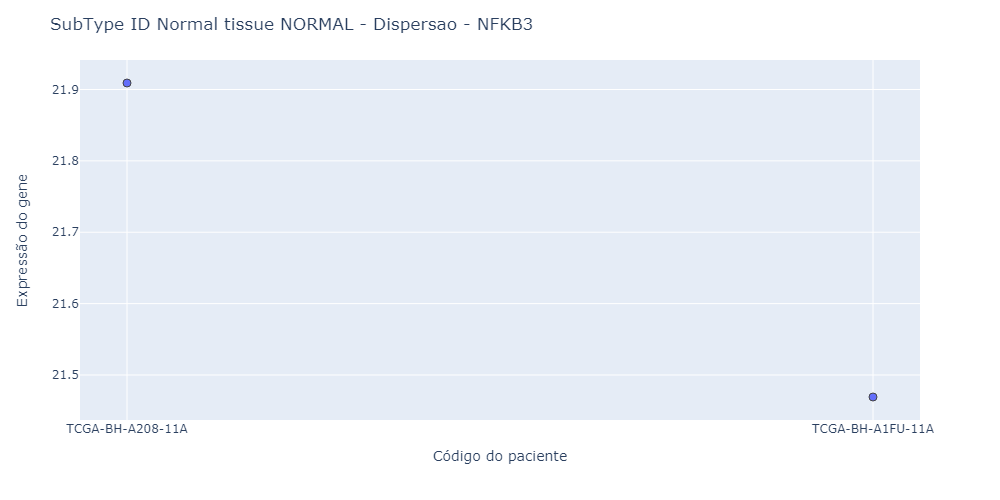 SubType ID Normal tissue NORMAL - Dispersao - NFKB3
21.9
21.8
21.7
21.6
21.5
Expressão do gene
TCGA-BH-A208-11A
TCGA-BH-A1FU-11A
Código do paciente